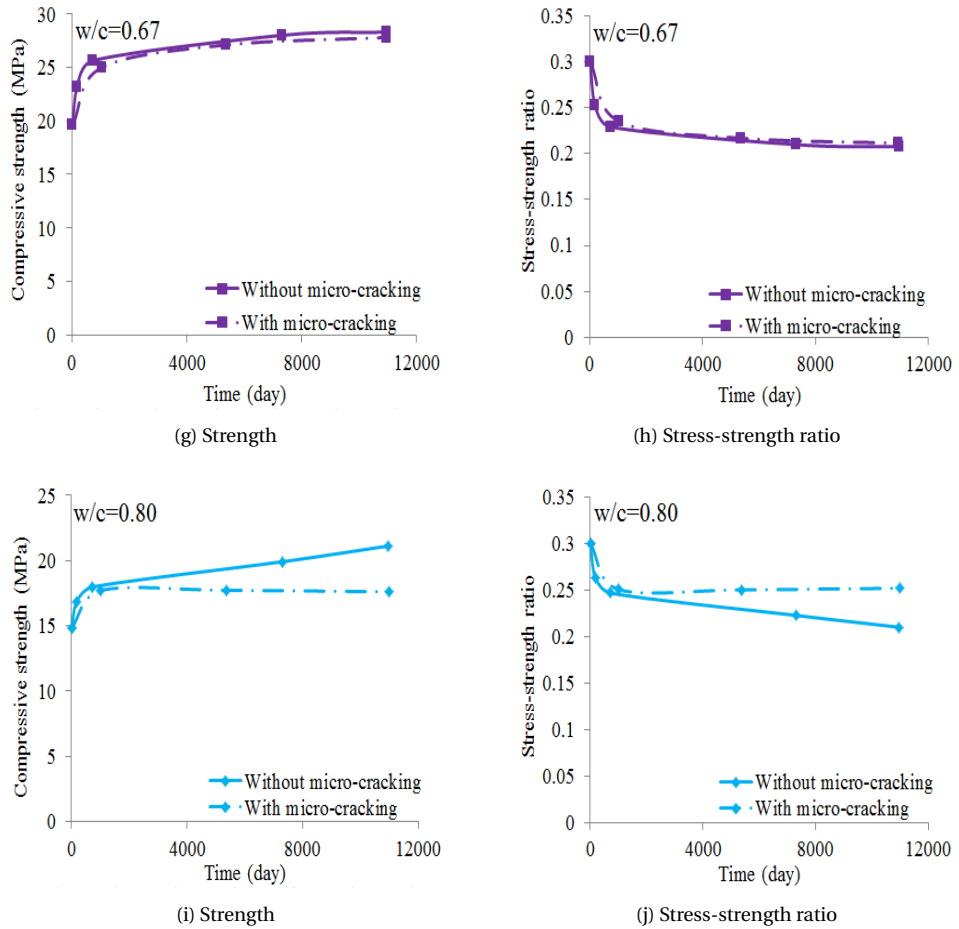 w/c=0.67
Compressive strength (MPa)
30
25
20
15
10
5
0
0 4000 8000 12000
Time (day)
Without micro-cracking
With micro-cracking
(g) Strength
w/c=0.67
Stress-strength ratio
0.35
0.3
0.25
0.2
0.15
0.1
0.05
0
0 4000 8000 12000
Time (day)
Without micro-cracking
With micro-cracking
(h) Stress-strength ratio
w/c=0.80
Compressive strength (MPa)
25
20
15
10
5
0
0 4000 8000 12000
Time (day)
Without micro-cracking
With micro-cracking
(i) Strength
w/c=0.80
Stress-strength ratio
0.35
0.3
0.25
0.2
0.15
0.1
0.05
0
0 4000 8000 12000
Time (day)
Without micro-cracking
With micro-cracking
(j) Stress-strength ratio